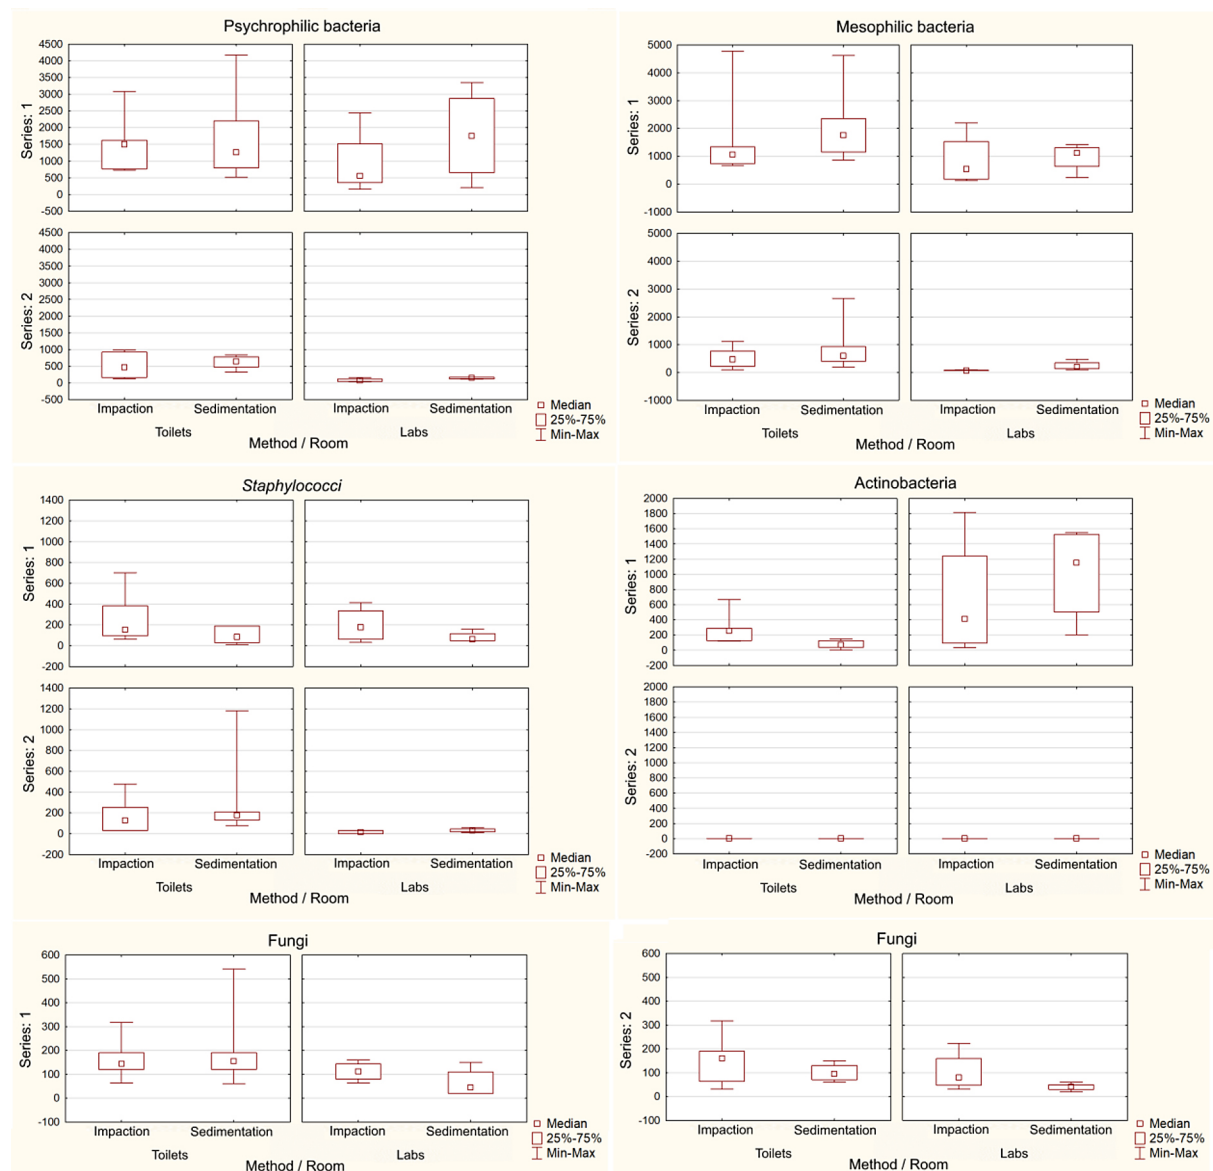 Psychrophilic bacteria
Series: 1
4500
4000
3500
3000
2500
2000
1500
1000
500
0
-500
Series: 2
4500
4000
3500
3000
2500
2000
1500
1000
500
0
-500
Impaction Sedimentation Impaction Sedimentation
Toilets Labs
Method / Room
Median
25%-75%
Min-Max
Mesophilic bacteria
Series: 1
5000
4000
3000
2000
1000
0
-1000
Series: 2
5000
4000
3000
2000
1000
0
-1000
Impaction Sedimentation Impaction Sedimentation
Toilets Labs
Method / Room
Median
25%-75%
Min-Max
Staphylococci
Series: 1
1400
1200
1000
800
600
400
200
0
-200
Series: 2
1400
1200
1000
800
600
400
200
0
-200
Impaction Sedimentation Impaction Sedimentation
Toilets Labs
Method / Room
Median
25%-75%
Min-Max
Actinobacteria
Series: 1
2000
1800
1600
1400
1200
1000
800
600
400
200
0
-200
Series: 2
2000
1800
1600
1400
1200
1000
800
600
400
200
0
-200
Impaction Sedimentation Impaction Sedimentation
Toilets Labs
Method / Room
Median
25%-75%
Min-Max
Fungi
Series: 1
600
500
400
300
200
100
0
-100
Impaction Sedimentation Impaction Sedimentation
Toilets Labs
Method / Room
Median
25%-75%
Min-Max
Fungi
Series: 2
600
500
400
300
200
100
0
-100
Impaction Sedimentation Impaction Sedimentation
Toilets Labs
Method / Room
Median
25%-75%
Min-Max